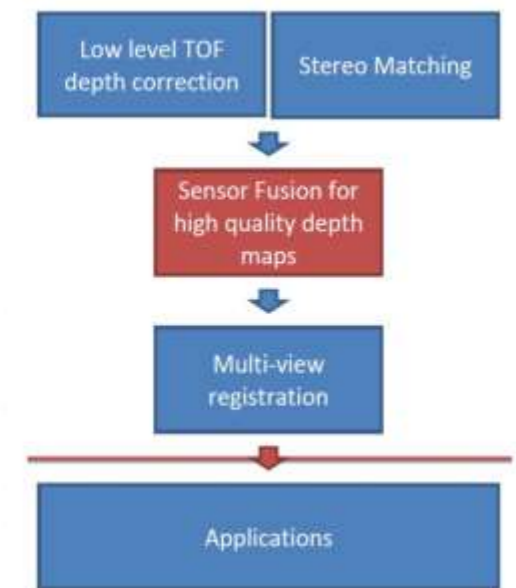 Low level TOF
depth correction
Stereo Matching
Sensor Fusion for
high quality depth
maps
Multi-view
registration
Applications